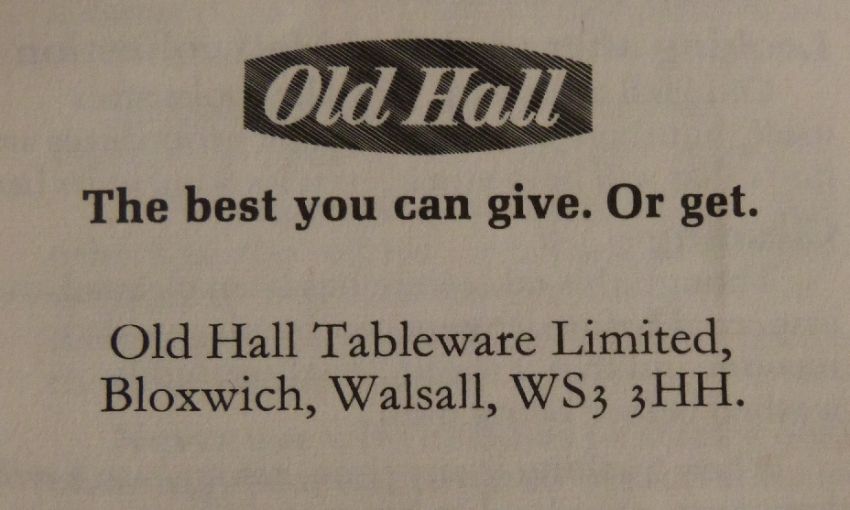 Old Hall
The best you can give. Or get.
Old Hall Tableware Limited,
Bloxwich, Walsall, WS3 3HH.